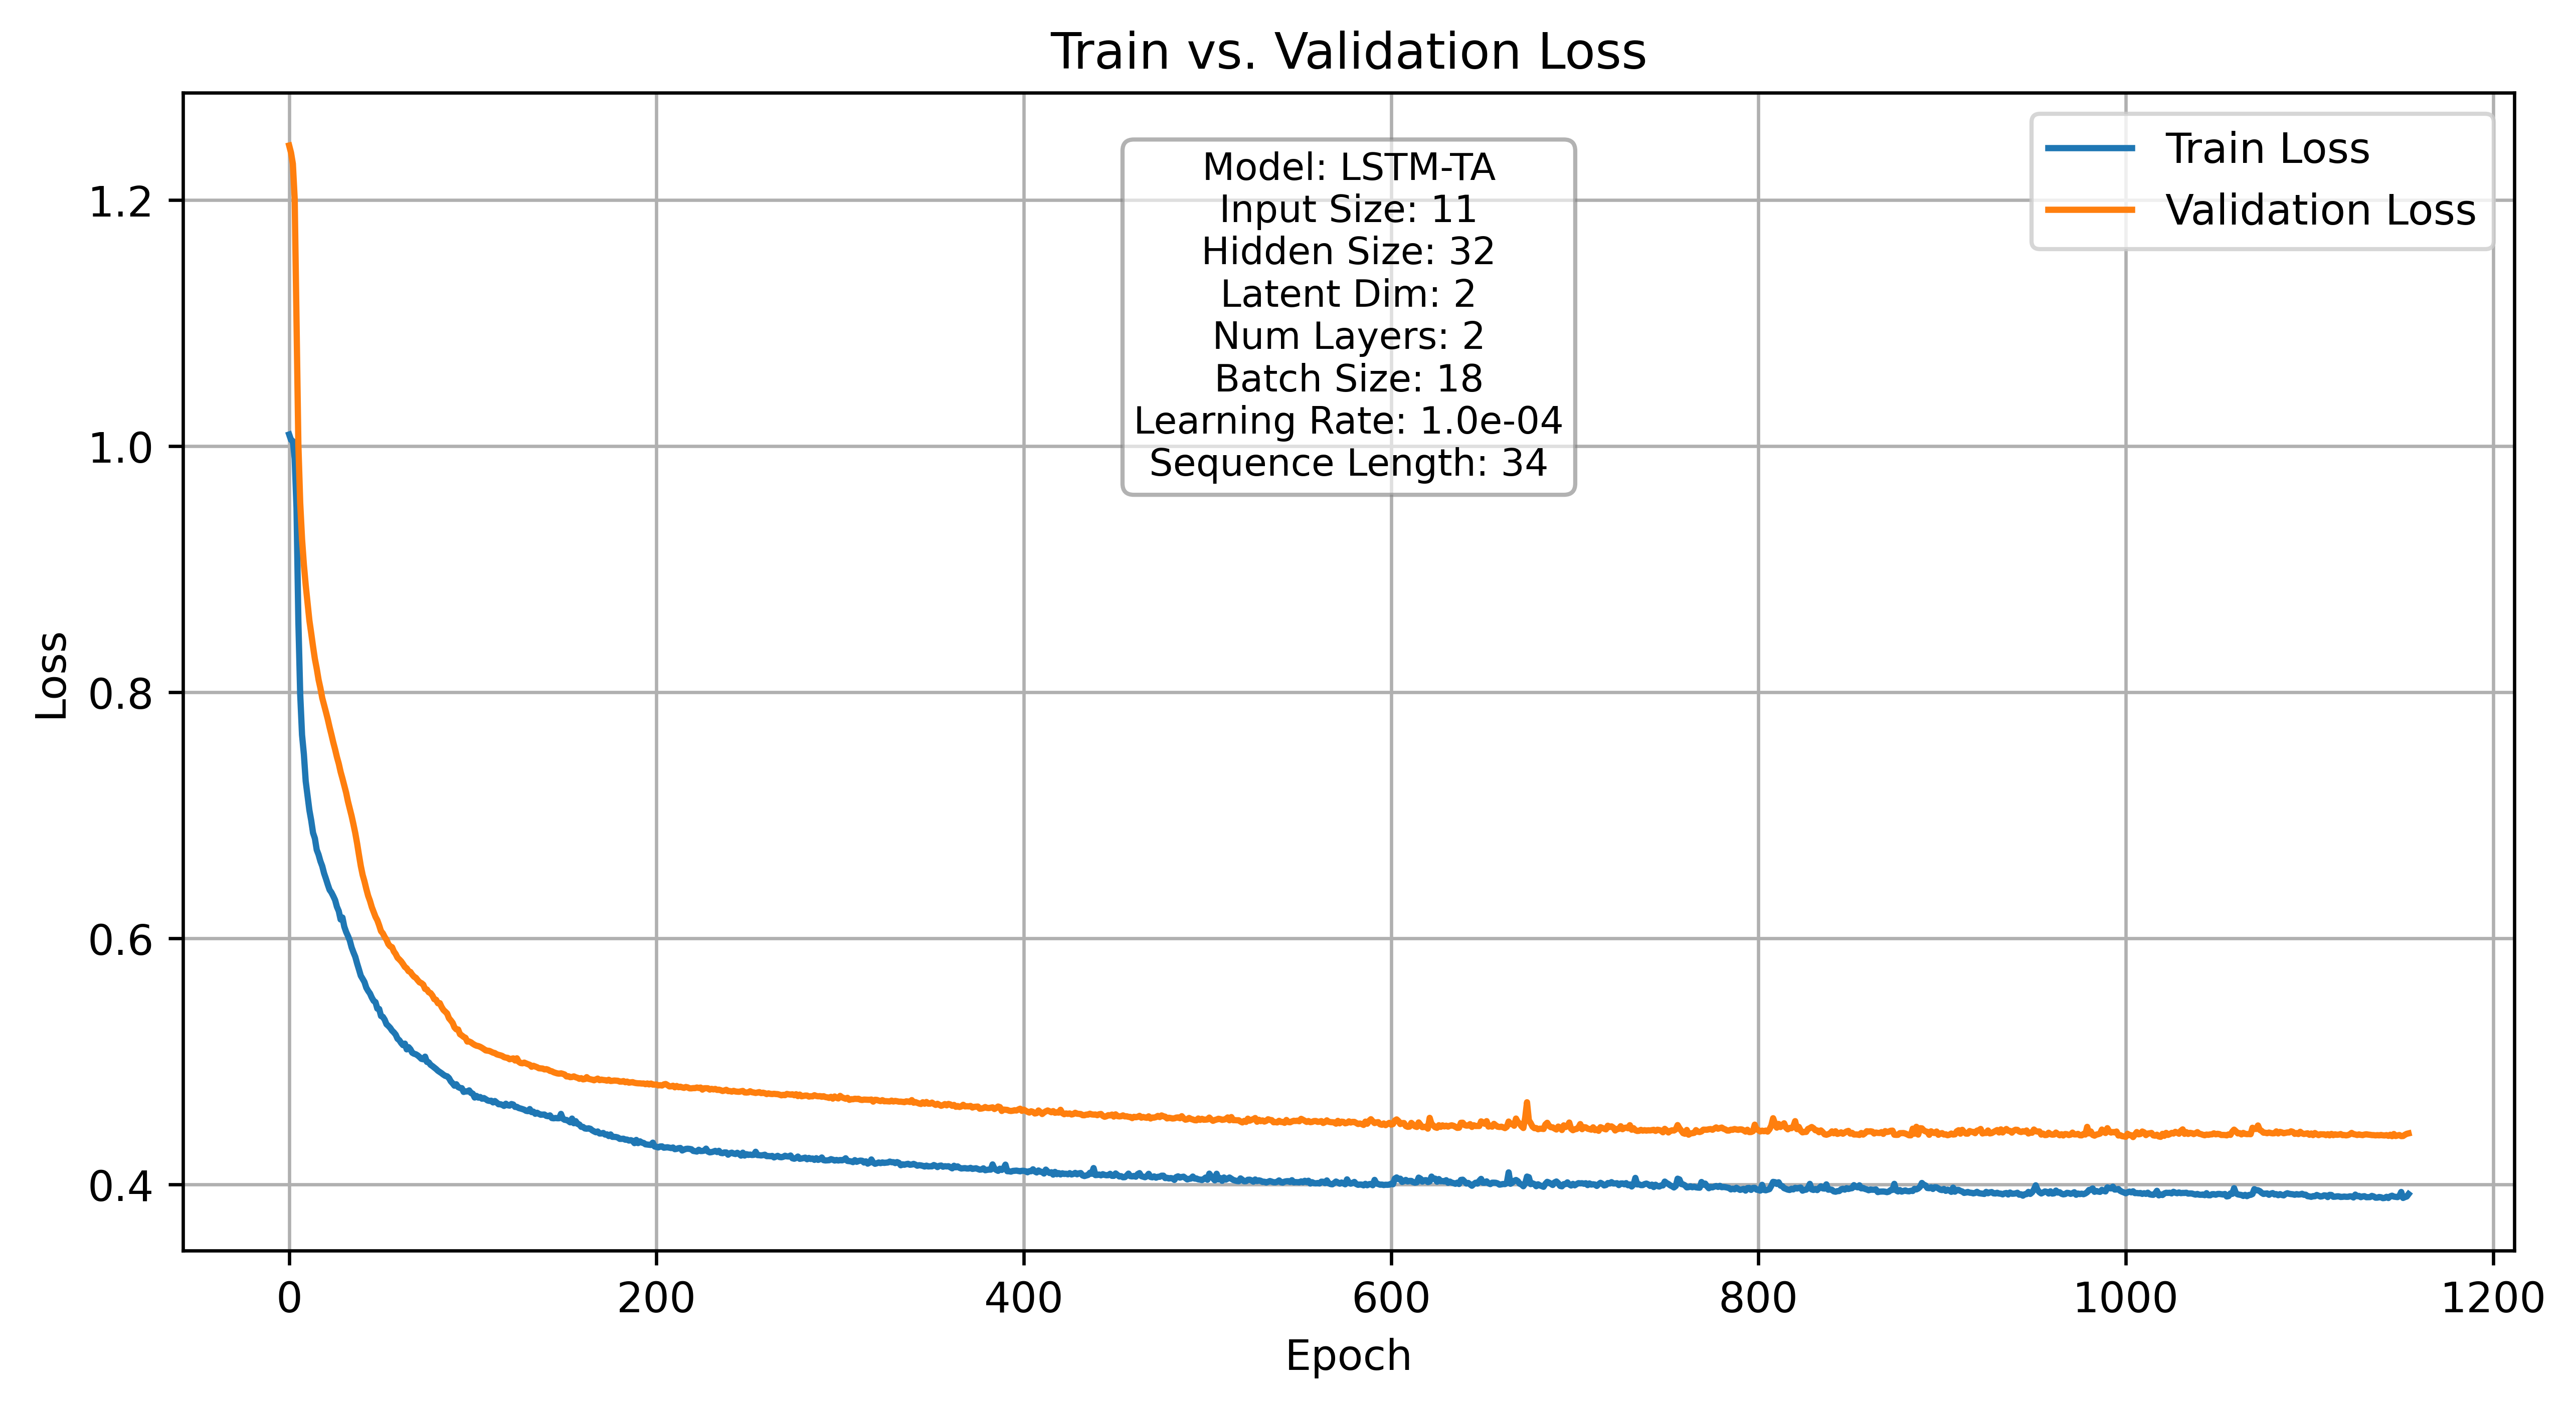 Train vs. Validation Loss
Model: LSTM-TA
Input Size: 11
Hidden Size: 32
Latent Dim: 2
Num Layers: 2
Batch Size: 18
Learning Rate: 1.0e-04
Sequence Length: 34
Train Loss
Validation Loss
Loss
1.2
1.0
0.8
0.6
0.4
0 200 400 600 800 1000 1200
Epoch